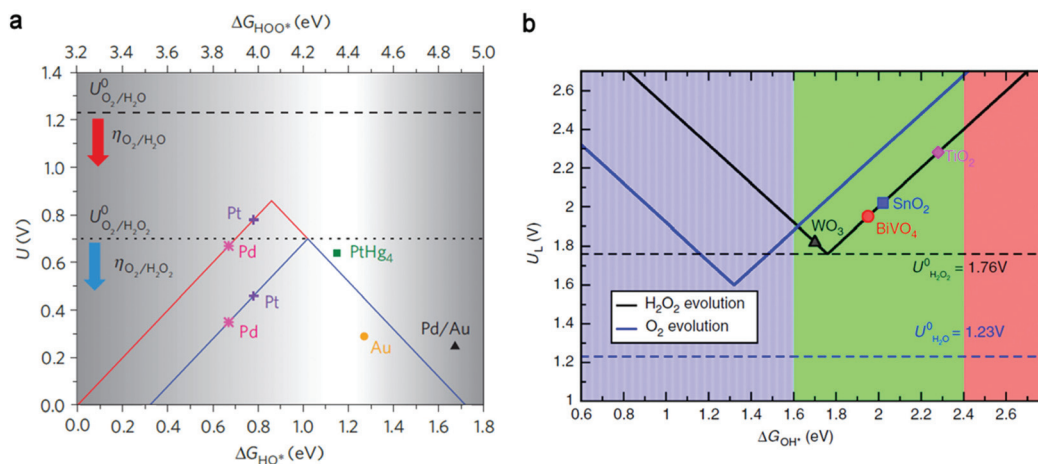 a
ΔG_HOO* (eV)
3.2 3.4 3.6 3.8 4.0 4.2 4.4 4.6 4.8 5.0
1.4
1.2
1.0
0.8
0.6
0.4
0.2
0.0
U (V)
U⁰_O₂/H₂O
η_O₂/H₂O
U⁰_O₂/H₂O₂
η_O₂/H₂O₂
Pt
Pd
PtHg₄
Pt
Pd
Au
Pd/Au
0.0 0.2 0.4 0.6 0.8 1.0 1.2 1.4 1.6 1.8
ΔG_HO* (eV)
b
2.6
2.4
2.2
2.0
1.8
1.6
1.4
1.2
1
U_L (V)
TiO₂
SnO₂
BiVO₄
WO₃
U⁰_H₂O₂ = 1.76V
U⁰_H₂O = 1.23V
H₂O₂ evolution
O₂ evolution
0.6 0.8 1 1.2 1.4 1.6 1.8 2 2.2 2.4 2.6
ΔG_OH* (eV)